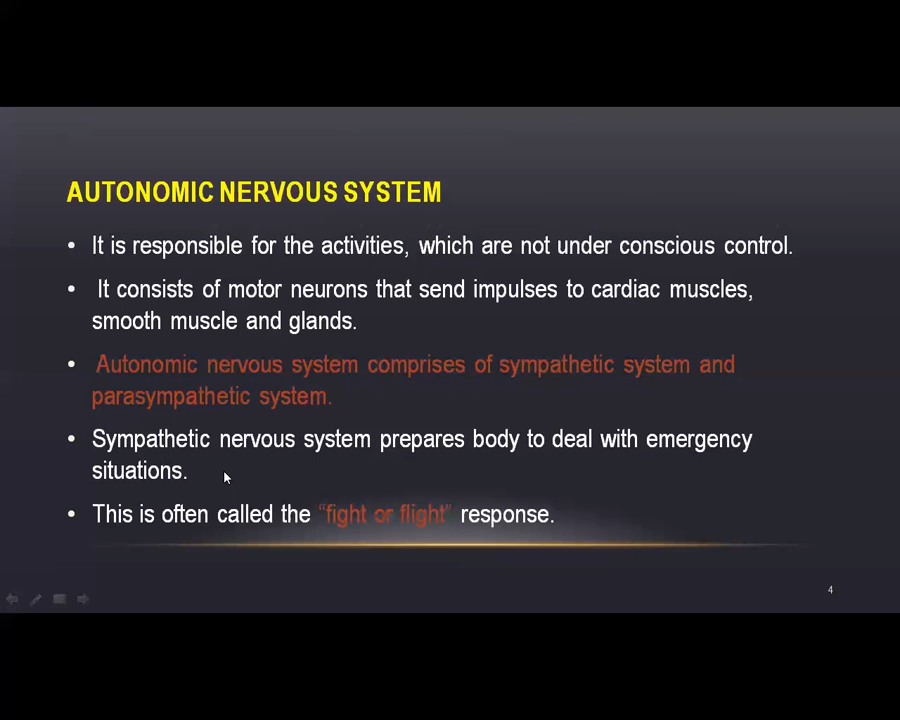 AUTONOMIC NERVOUS SYSTEM
• It is responsible for the activities, which are not under conscious control.
• It consists of motor neurons that send impulses to cardiac muscles,
smooth muscle and glands.
• Autonomic nervous system comprises of sympathetic system and
parasympathetic system.
• Sympathetic nervous system prepares body to deal with emergency
situations.
• This is often called the “fight or flight” response.
4